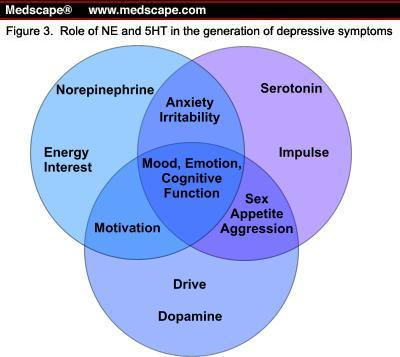 Medscape® www.medscape.com
Figure 3. Role of NE and 5HT in the generation of depressive symptoms
Norepinephrine
Serotonin
Anxiety
Irritability
Energy
Interest
Impulse
Mood, Emotion,
Cognitive
Function
Motivation
Sex
Appetite
Aggression
Drive
Dopamine